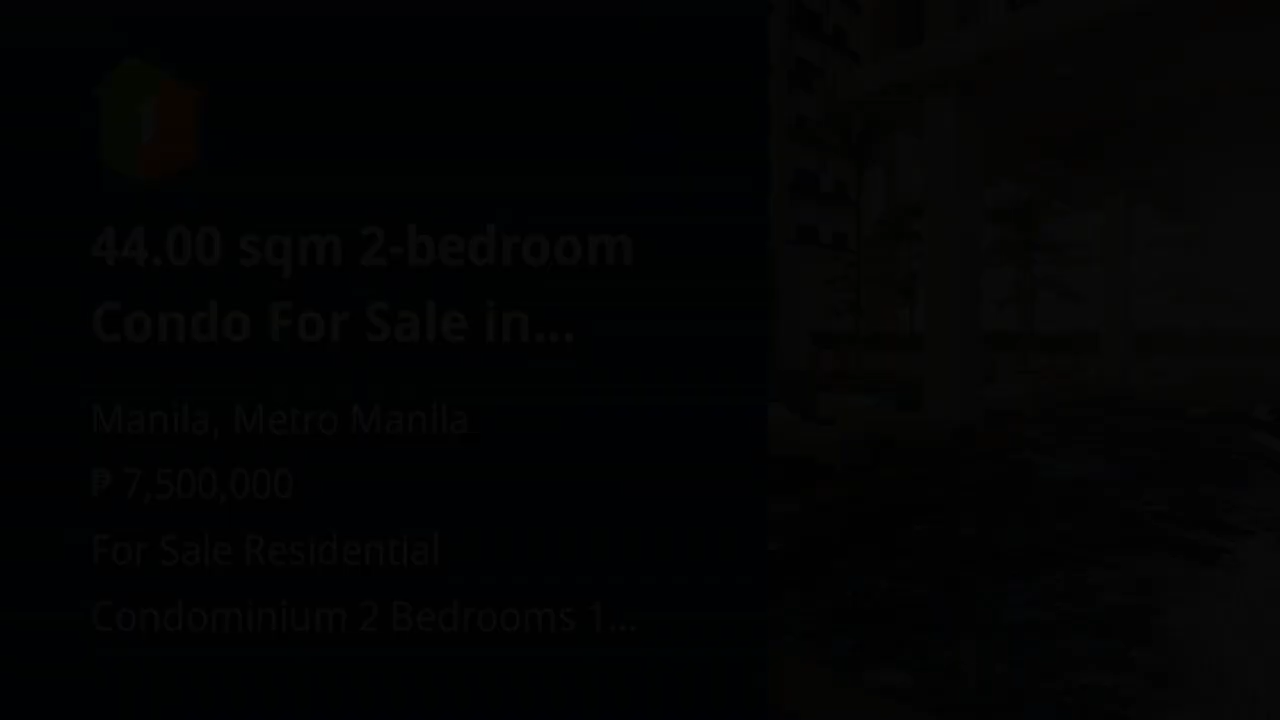 44.00 sqm 2-bedroom
Condo For Sale in...
Manila, Metro Manila
₱ 7,500,000
For Sale Residential
Condominium 2 Bedrooms 1...